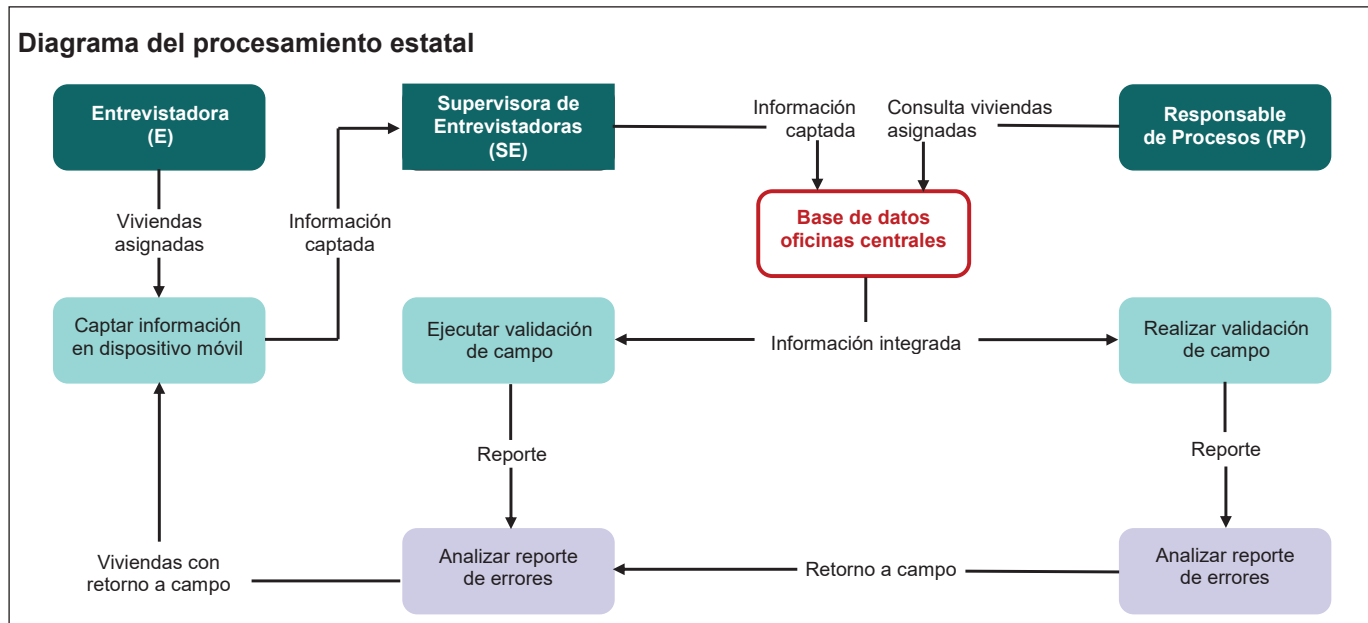 Diagrama del procesamiento estatal
Entrevistadora
(E)
Supervisora de
Entrevistadoras
(SE)
Información
captada
Consulta viviendas
asignadas
Responsable
de Procesos (RP)
Viviendas
asignadas
Información
captada
Base de datos
oficinas centrales
Captar información
en dispositivo móvil
Ejecutar validación
de campo
Información integrada
Realizar validación
de campo
Reporte
Reporte
Viviendas con
retorno a campo
Analizar reporte
de errores
Retorno a campo
Analizar reporte
de errores